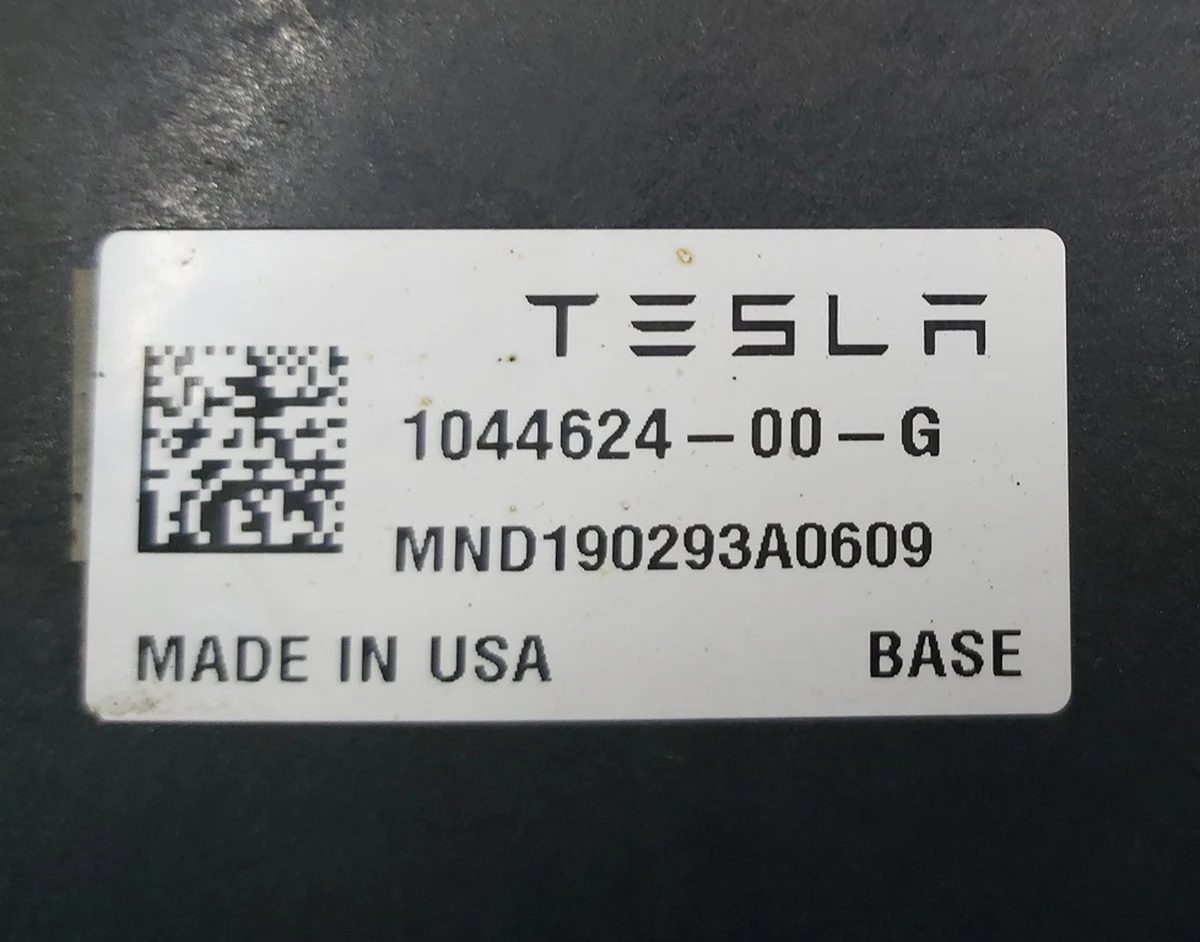 TESLA
1044624-00-G
MND190293A0609
MADE IN USA BASE